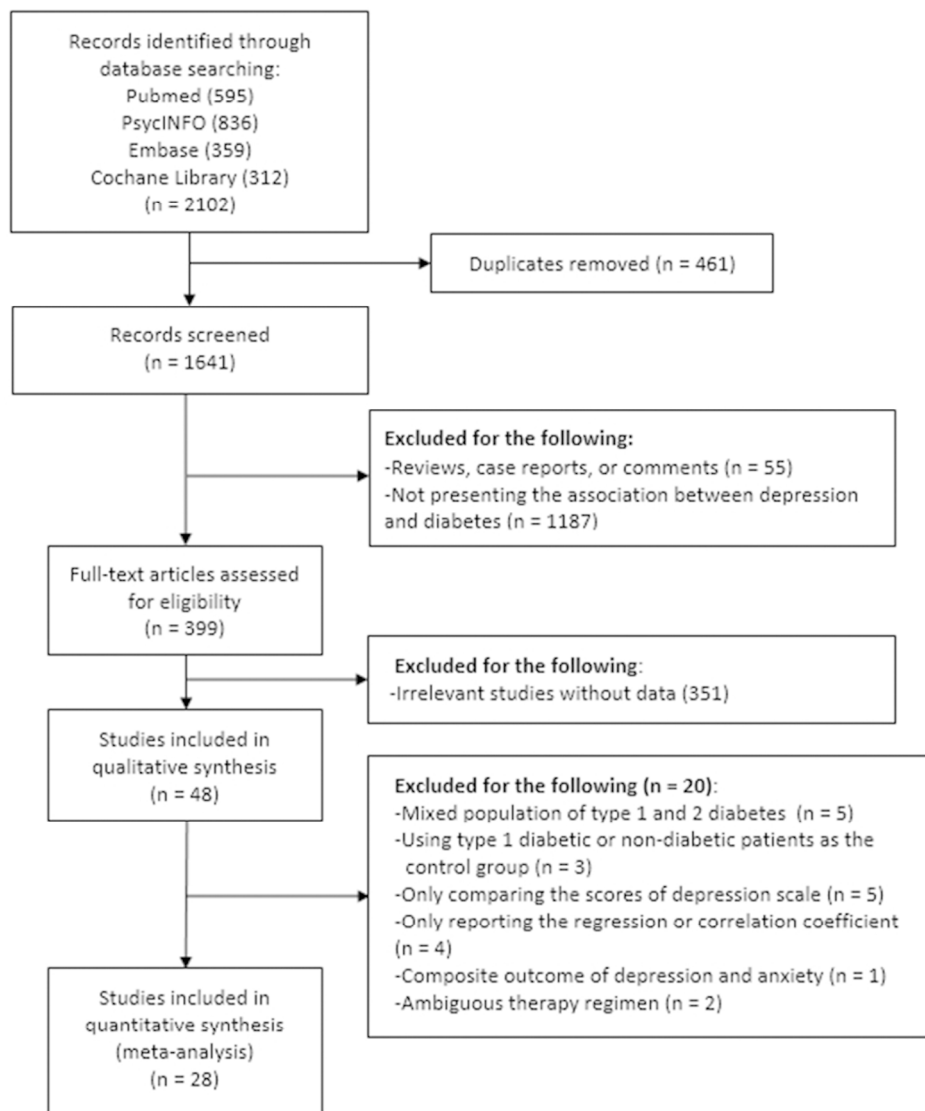 Records identified through
database searching:
Pubmed (595)
PsycINFO (836)
Embase (359)
Cochane Library (312)
(n = 2102)
Duplicates removed (n = 461)
Records screened
(n = 1641)
Excluded for the following:
-Reviews, case reports, or comments (n = 55)
-Not presenting the association between depression
and diabetes (n = 1187)
Full-text articles assessed
for eligibility
(n = 399)
Excluded for the following:
-Irrelevant studies without data (351)
Studies included in
qualitative synthesis
(n = 48)
Excluded for the following (n = 20):
-Mixed population of type 1 and 2 diabetes (n = 5)
-Using type 1 diabetic or non-diabetic patients as the
control group (n = 3)
-Only comparing the scores of depression scale (n = 5)
-Only reporting the regression or correlation coefficient
(n = 4)
-Composite outcome of depression and anxiety (n = 1)
-Ambiguous therapy regimen (n = 2)
Studies included in
quantitative synthesis
(meta-analysis)
(n = 28)